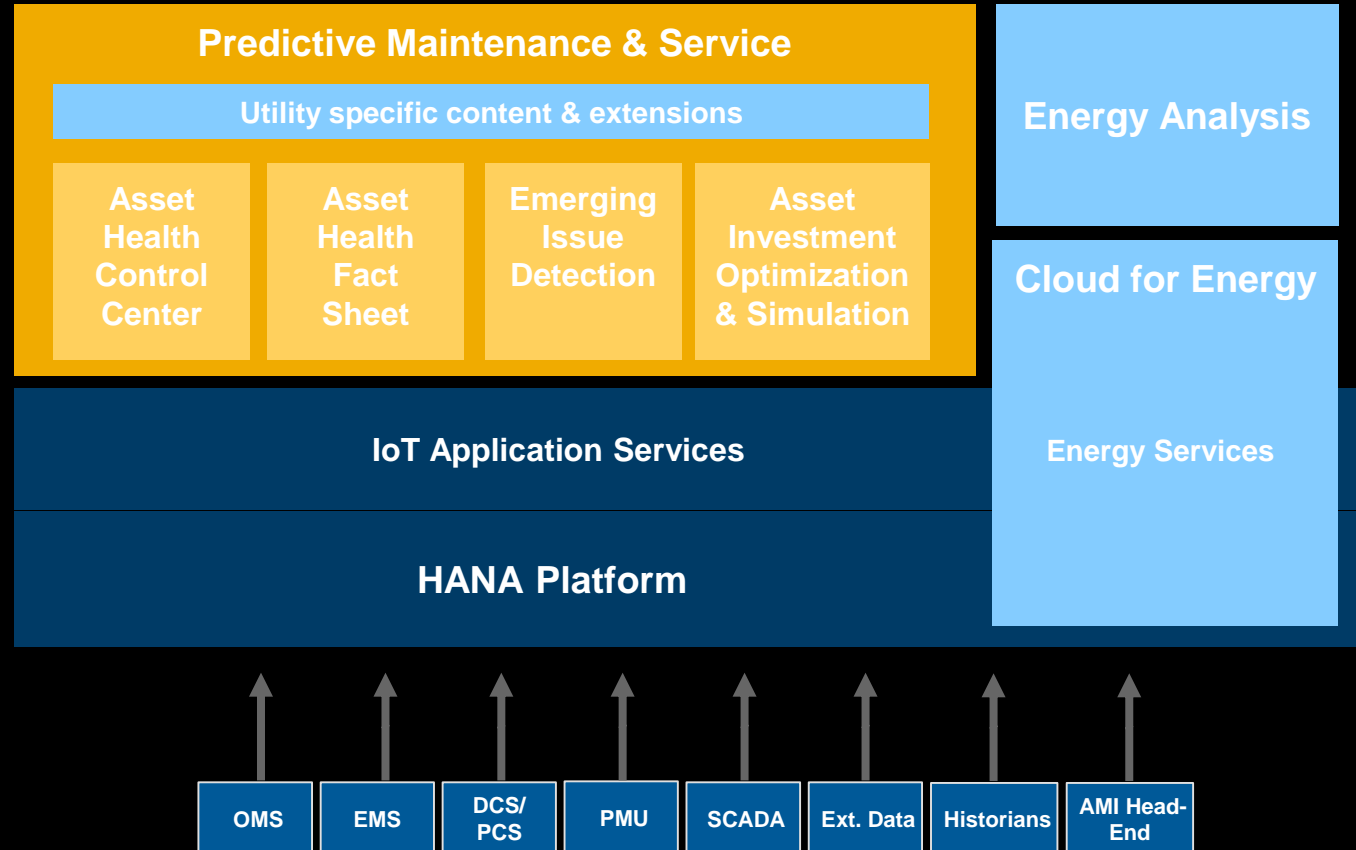 Predictive Maintenance & Service
Utility specific content & extensions
Asset
Health
Control
Center
Asset
Health
Fact
Sheet
Emerging
Issue
Detection
Asset
Investment
Optimization
& Simulation
Energy Analysis
Cloud for Energy
Energy Services
IoT Application Services
HANA Platform
OMS
EMS
DCS/
PCS
PMU
SCADA
Ext. Data
Historians
AMI Head-
End